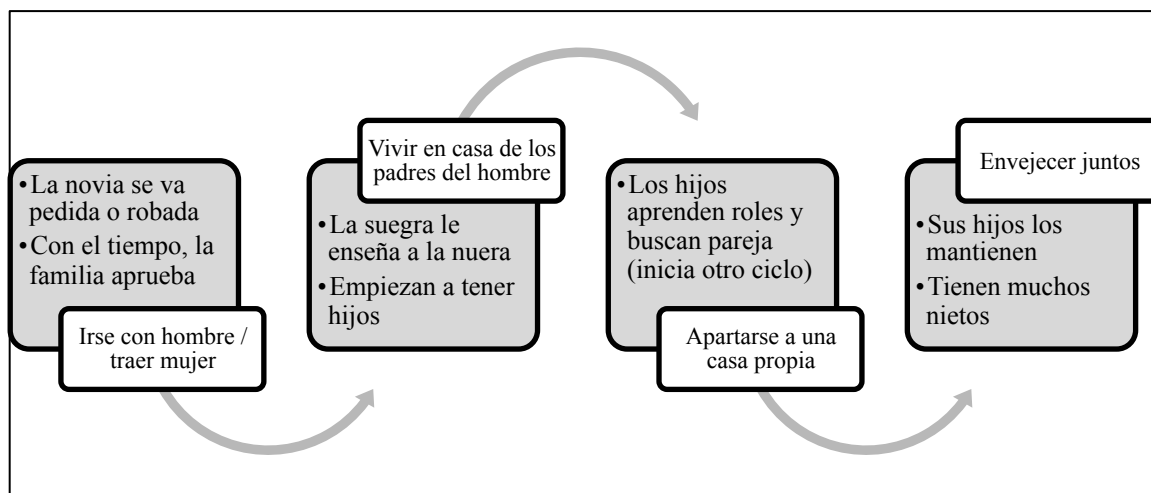 •La novia se va
pedida o robada
•Con el tiempo, la
familia aprueba
Irse con hombre /
traer mujer
Vivir en casa de los
padres del hombre
•La suegra le
enseña a la nuera
•Empiezan a tener
hijos
•Los hijos
aprenden roles y
buscan pareja
(inicia otro ciclo)
Apartarse a una
casa propia
Envejecer juntos
•Sus hijos los
mantienen
•Tienen muchos
nietos